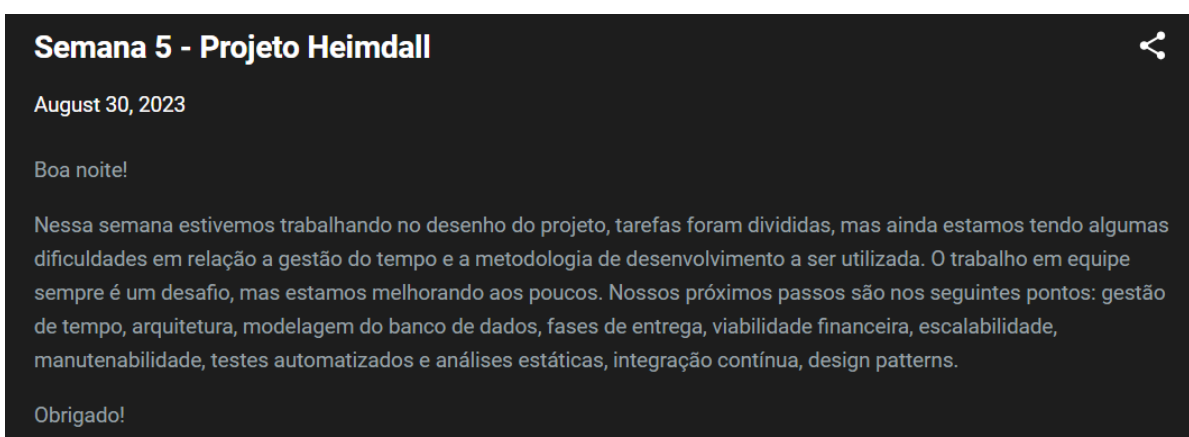 Semana 5 - Projeto Heimdall
August 30, 2023
Boa noite!
Nessa semana estivemos trabalhando no desenho do projeto, tarefas foram divididas, mas ainda estamos tendo algumas
dificuldades em relação a gestão do tempo e a metodologia de desenvolvimento a ser utilizada. O trabalho em equipe
sempre é um desafio, mas estamos melhorando aos poucos. Nossos próximos passos são nos seguintes pontos: gestão
de tempo, arquitetura, modelagem do banco de dados, fases de entrega, viabilidade financeira, escalabilidade,
manutenabilidade, testes automatizados e análises estáticas, integração contínua, design patterns.
Obrigado!